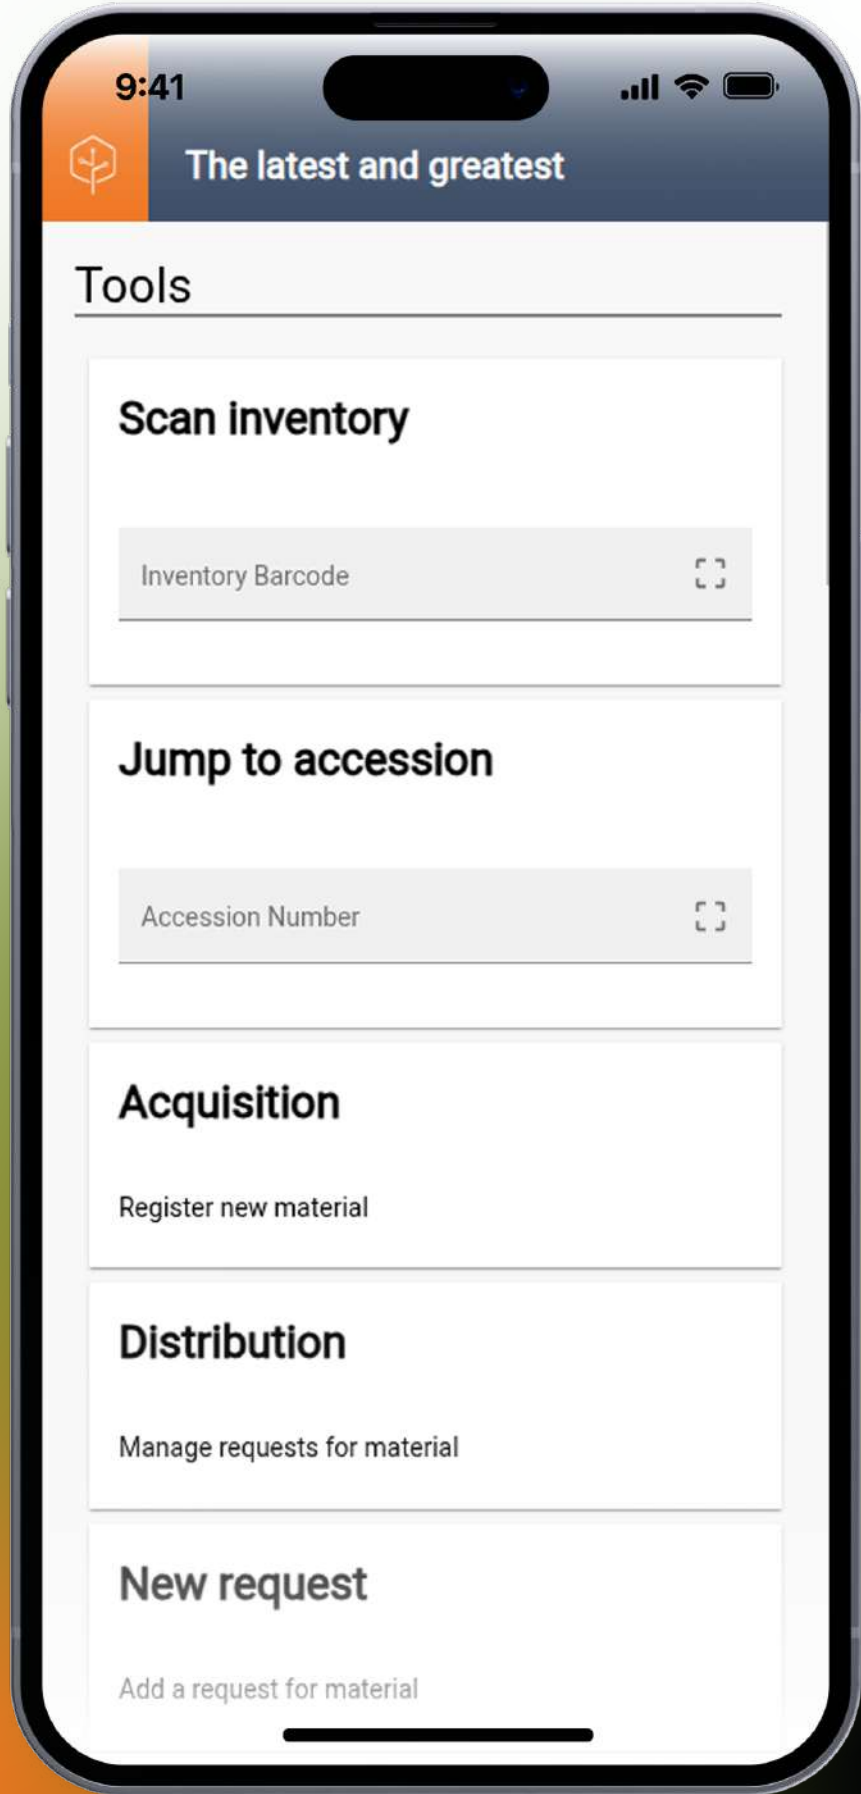 9:41
The latest and greatest
Tools
Scan inventory
Inventory Barcode
Jump to accession
Accession Number
Acquisition
Register new material
Distribution
Manage requests for material
New request
Add a request for material